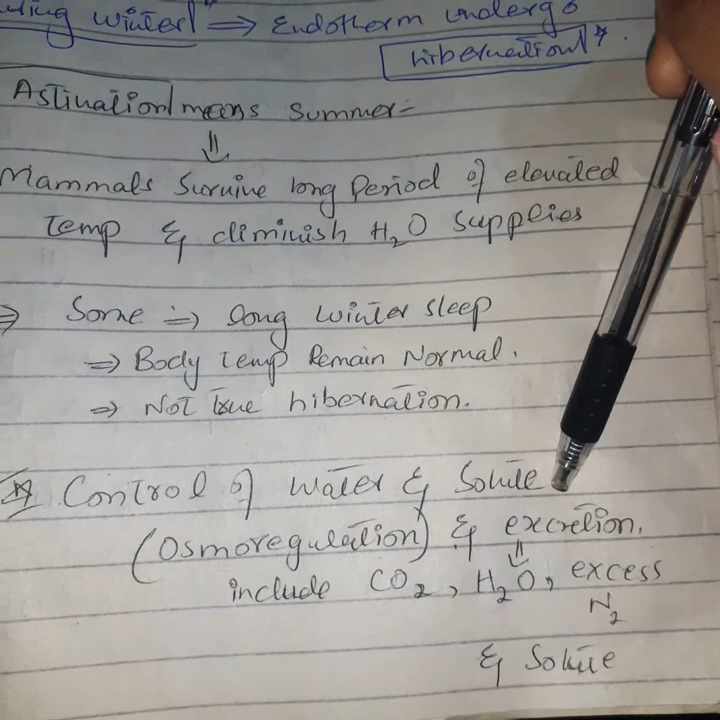 Winter" ⇒ Endotherm undergo
hibernation *.
Astivation means Summer-
⇓
Mammals Survive long Period of elevated
Temp & diminish H₂O supplies
⇒ Some ⇒ Long Winter sleep
⇒ Body Temp Remain Normal.
⇒ Not true hibernation.
Control of Water & Solute
(Osmoregulation) & excretion.
⇓
include CO₂, H₂O, excess
N₂
& Solute